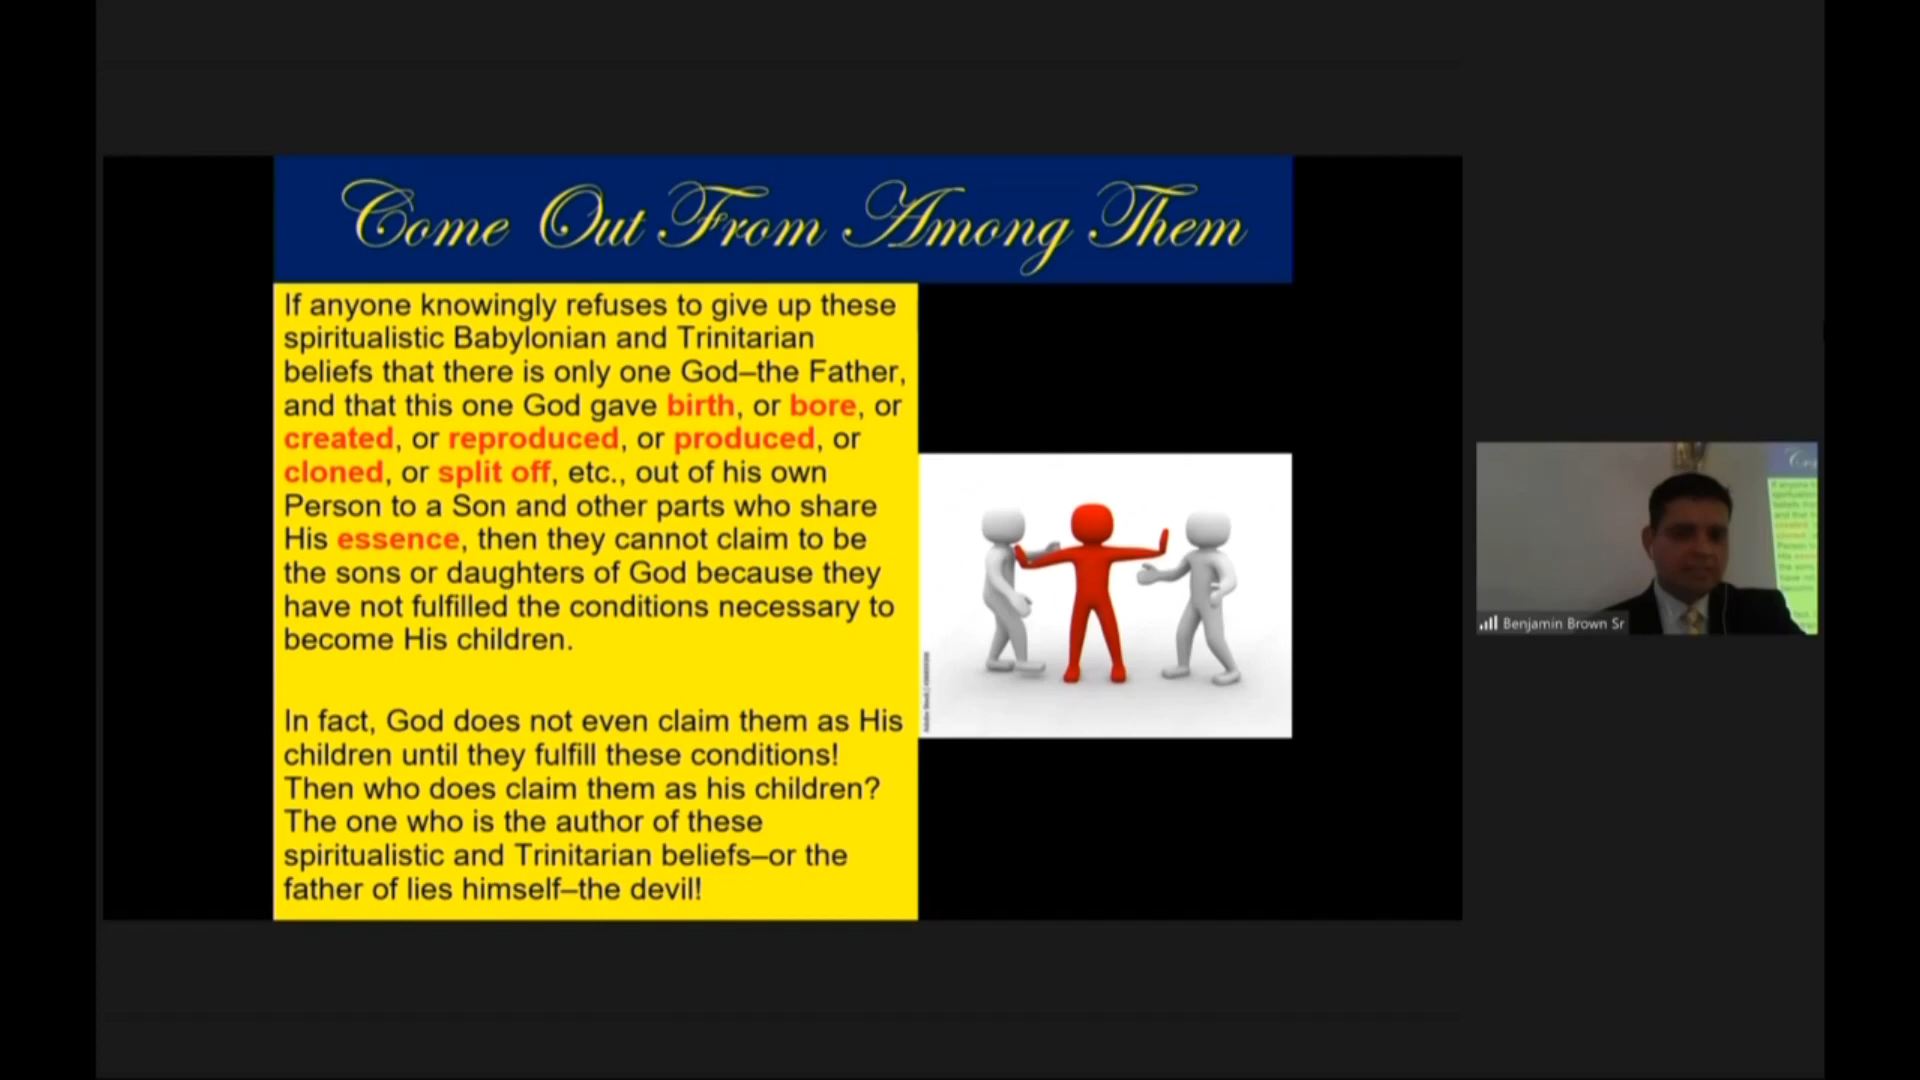 Come Out From Among Them
If anyone knowingly refuses to give up these
spiritualistic Babylonian and Trinitarian
beliefs that there is only one God–the Father,
and that this one God gave birth, or bore, or
created, or reproduced, or produced, or
cloned, or split off, etc., out of his own
Person to a Son and other parts who share
His essence, then they cannot claim to be
the sons or daughters of God because they
have not fulfilled the conditions necessary to
become His children.
In fact, God does not even claim them as His
children until they fulfill these conditions!
Then who does claim them as his children?
The one who is the author of these
spiritualistic and Trinitarian beliefs–or the
father of lies himself–the devil!
Benjamin Brown Sr